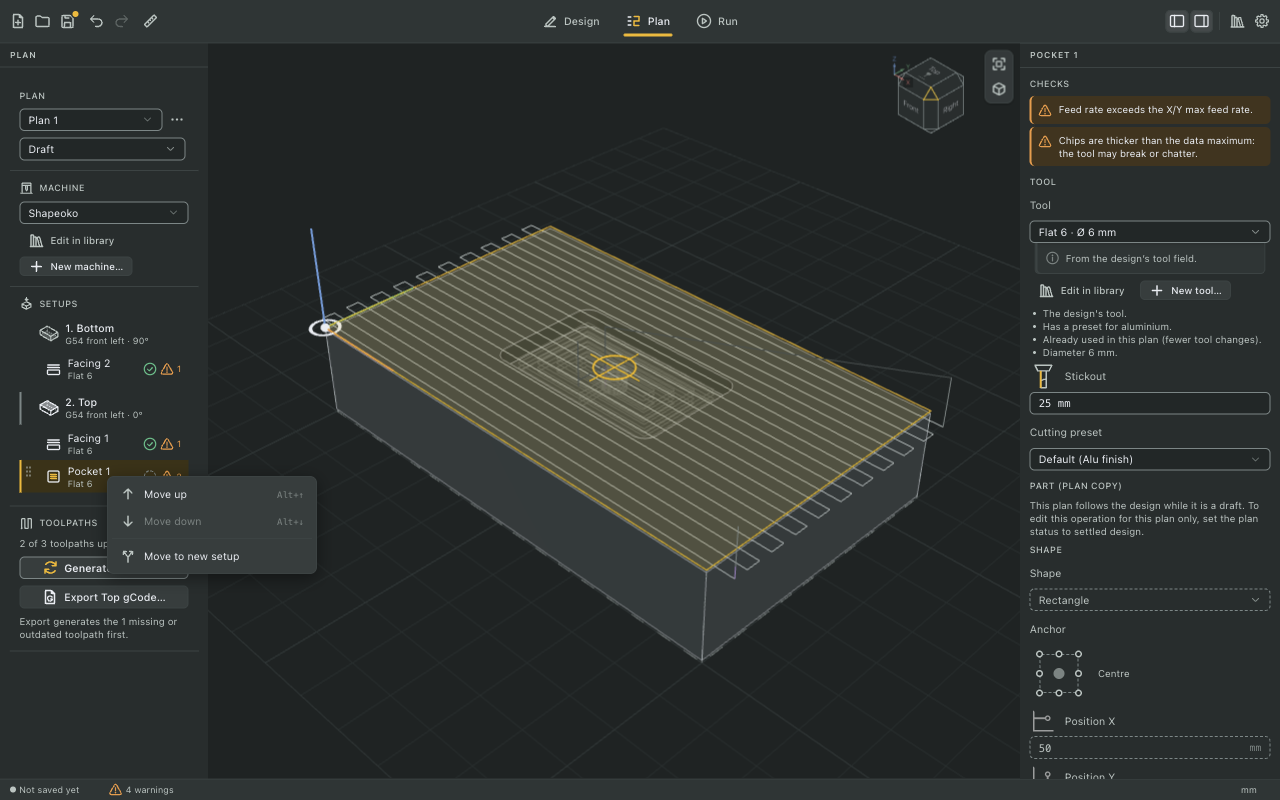 Design
Plan
Run
PLAN
PLAN
Plan 1
Draft
MACHINE
Shapeoko
Edit in library
New machine...
SETUPS
1. Bottom
G54 front left · 90°
Facing 2
Flat 6
1
2. Top
G54 front left · 0°
Facing 1
Flat 6
1
Pocket 1
Flat 6
Move up
Alt+↑
Move down
Alt+↓
Move to new setup
TOOLPATHS
2 of 3 toolpaths up
Generat
Export Top gCode...
Export generates the 1 missing or
outdated toolpath first.
Top
Front
Right
POCKET 1
CHECKS
Feed rate exceeds the X/Y max feed rate.
Chips are thicker than the data maximum:
the tool may break or chatter.
TOOL
Tool
Flat 6 · Ø 6 mm
From the design's tool field.
Edit in library
New tool...
• The design's tool.
• Has a preset for aluminium.
• Already used in this plan (fewer tool changes).
• Diameter 6 mm.
Stickout
25 mm
Cutting preset
Default (Alu finish)
PART (PLAN COPY)
This plan follows the design while it is a draft. To
edit this operation for this plan only, set the plan
status to settled design.
SHAPE
Shape
Rectangle
Anchor
Centre
Position X
50 mm
Position Y
Not saved yet
4 warnings
mm